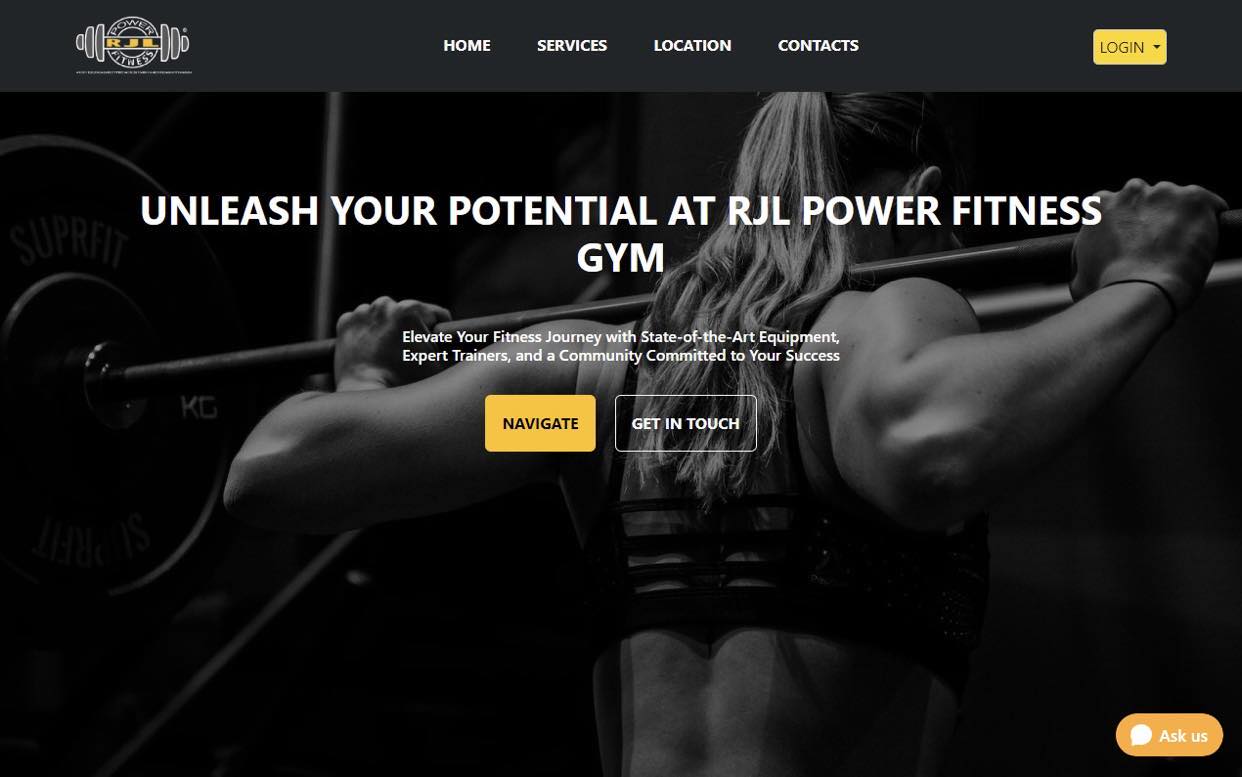 POWER
RJL
FITNESS
HOME
SERVICES
LOCATION
CONTACTS
LOGIN
UNLEASH YOUR POTENTIAL AT RJL POWER FITNESS
GYM
Elevate Your Fitness Journey with State-of-the-Art Equipment,
Expert Trainers, and a Community Committed to Your Success
NAVIGATE
GET IN TOUCH
SUPRFIT
KG
SUPRFIT
Ask us